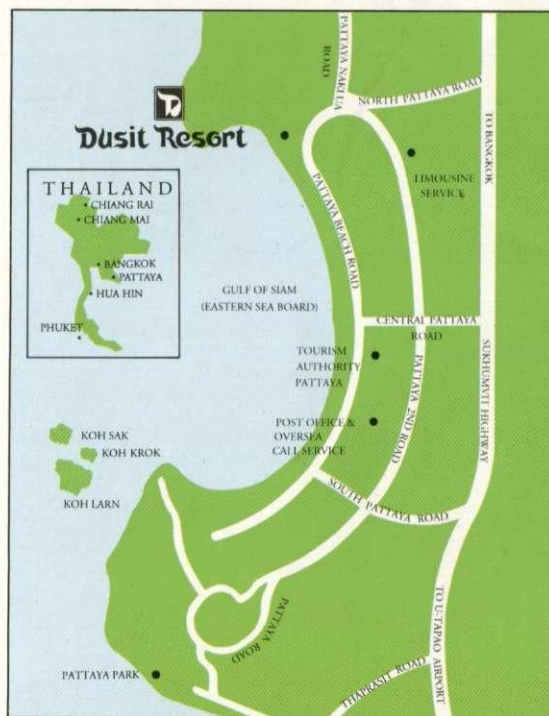 PATTAYA NAKLUA
ROAD
NORTH PATTAYA ROAD
TO BANGKOK
D
Dusit Resort
LIMOUSINE
SERVICE
THAILAND
CHIANG RAI
CHIANG MAI
BANGKOK
PATTAYA
HUA HIN
PHUKET
PATTAYA BEACH ROAD
GULF OF SIAM
(EASTERN SEA BOARD)
CENTRAL PATTAYA
ROAD
TOURISM
AUTHORITY
PATTAYA
PATTAYA 2ND ROAD
SUKHUMVTI HIGHWAY
POST OFFICE &
OVERSEA
CALL SERVICE
KOH SAK
KOH KROK
KOH LARN
SOUTH PATTAYA ROAD
PATTAYA ROAD
TO U-TAPAO AIRPORT
PATTAYA PARK
THAPRASIT ROAD